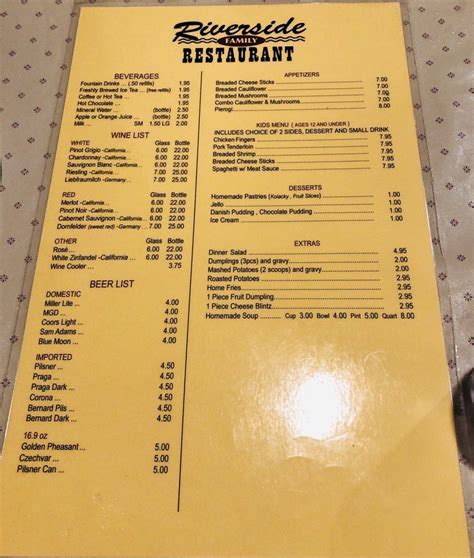 Riverside
FAMILY
RESTAURANT
BEVERAGES
Fountain Drinks ... (.50 refills) 1.95
Freshly Brewed Ice Tea (free refills) 1.95
Coffee or Hot Tea ... 1.95
Hot Chocolate ... 1.95
Mineral Water ... (bottle) 2.50
Apple or Orange Juice ... (bottle) 2.50
Milk ... SM 1.50 LG 2.00
WINE LIST
WHITE Glass Bottle
Pinot Grigio -California... 6.00 22.00
Chardonnay -California... 6.00 22.00
Sauvignon Blanc -California... 6.00 22.00
Riesling -California... 7.00 25.00
Liebfraumilch -Germany... 7.00 25.00
RED Glass Bottle
Merlot -California... 6.00 22.00
Pinot Noir -California... 6.00 22.00
Cabernet Sauvignon -California... 6.00 22.00
Dornfelder (sweet red) -Germany... 7.00 25.00
OTHER Glass Bottle
Rosé... 6.00 22.00
White Zinfandel -California... 6.00 22.00
Wine Cooler ... 3.75
BEER LIST
DOMESTIC
Miller Lite ... 4.00
MGD ... 4.00
Coors Light ... 4.00
Sam Adams ... 4.00
Blue Moon ... 4.00
IMPORTED
Pilsner ... 4.50
Praga ... 4.50
Praga Dark ... 4.50
Corona ... 4.50
Bernard Pils ... 4.50
Bernard Dark ... 4.50
16.9 oz
Golden Pheasant ... 5.00
Czechvar ... 5.00
Pilsner Can ... 5.00
APPETIZERS
Breaded Cheese Sticks ... 7.00
Breaded Cauliflower ... 7.00
Breaded Mushrooms ... 7.00
Combo Cauliflower & Mushrooms ... 7.00
Pierogi ... 7.00
KIDS MENU ( AGES 12 AND UNDER )
INCLUDES CHOICE OF 2 SIDES, DESSERT AND SMALL DRINK
Chicken Fingers ... 7.95
Pork Tenderloin ... 7.95
Breaded Shrimp ... 7.95
Breaded Cheese Sticks ... 7.95
Spaghetti w/ Meat Sauce ... 7.95
DESSERTS
Homemade Pastries (Kolacky , Fruit Slices) ... 1.00
Jello ... 1.00
Danish Pudding , Chocolate Pudding ... 1.00
Ice Cream ... 1.00
EXTRAS
Dinner Salad ... 4.95
Dumplings (3pcs) and gravy... 2.95
Mashed Potatoes (2 scoops) and gravy... 2.95
Roasted Potatoes ... 2.95
Home Fries ... 2.95
1 Piece Fruit Dumpling ... 2.95
1 Piece Cheese Blintz... 2.95
Homemade Soup ... Cup 3.00 Bowl 4.00 Pint 5.00 Quart 8.00